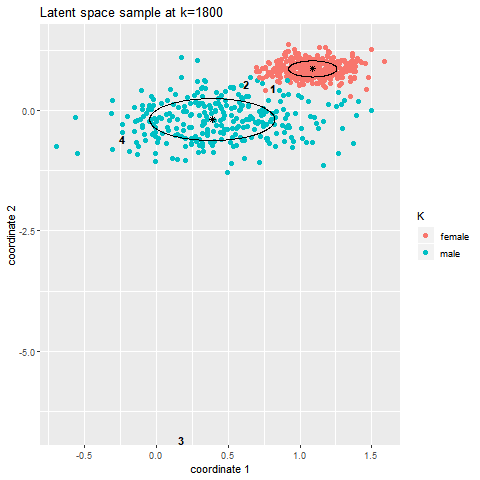 Latent space sample at k=1800
coordinate 2
0.0
-2.5
-5.0
2
1
4
3
-0.5
0.0
0.5
1.0
1.5
coordinate 1
K
female
male